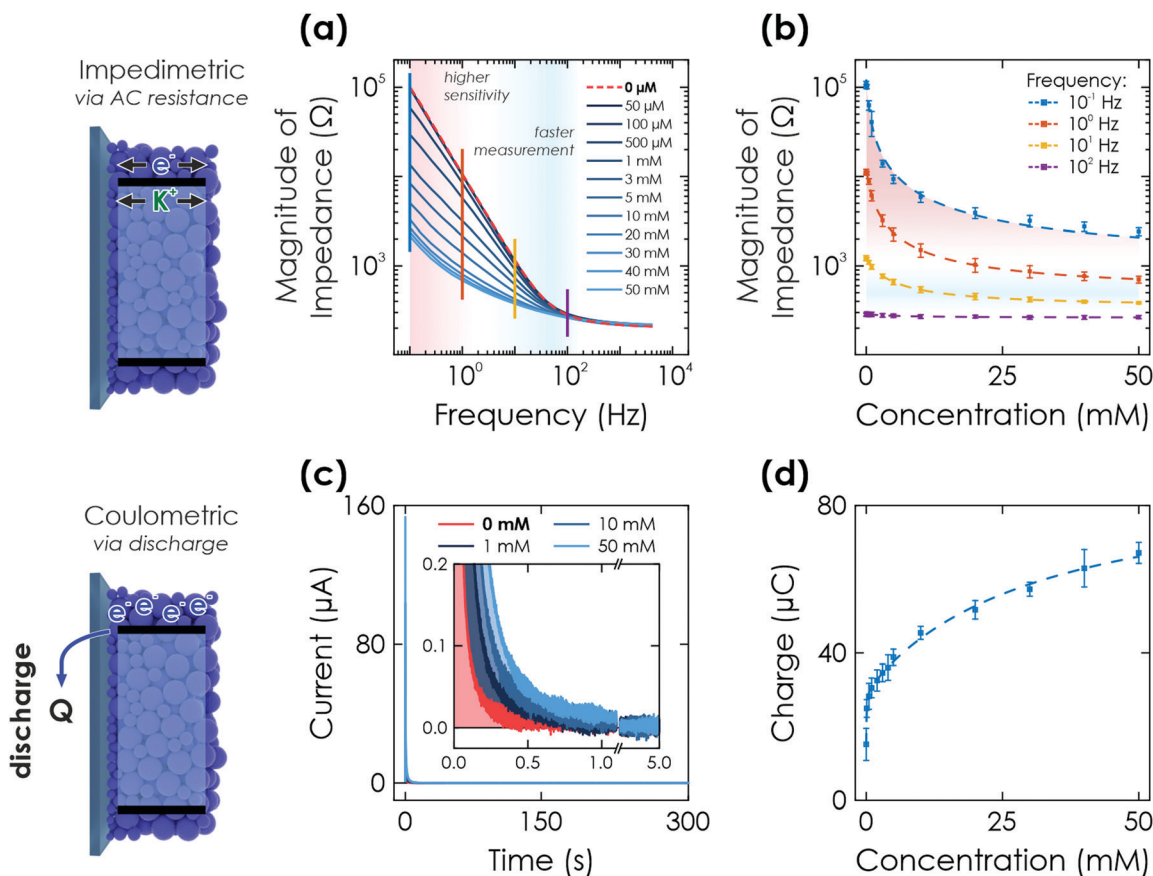 Impedimetric
via AC resistance
e-
K+
(a)
Magnitude of
Impedance (Ω)
10^5
10^3
higher
sensitivity
faster
measurement
0 µM
50 µM
100 µM
500 µM
1 mM
3 mM
5 mM
10 mM
20 mM
30 mM
40 mM
50 mM
10^0
10^2
10^4
Frequency (Hz)
(b)
Magnitude of
Impedance (Ω)
10^5
10^3
Frequency:
10^-1 Hz
10^0 Hz
10^1 Hz
10^2 Hz
0
25
50
Concentration (mM)
Coulometric
via discharge
e- e- e- e-
discharge
Q
(c)
Current (µA)
160
80
0
0 mM
10 mM
1 mM
50 mM
0.2
0.1
0.0
0.0
0.5
1.0
5.0
0
150
300
Time (s)
(d)
Charge (µC)
80
40
0
0
25
50
Concentration (mM)